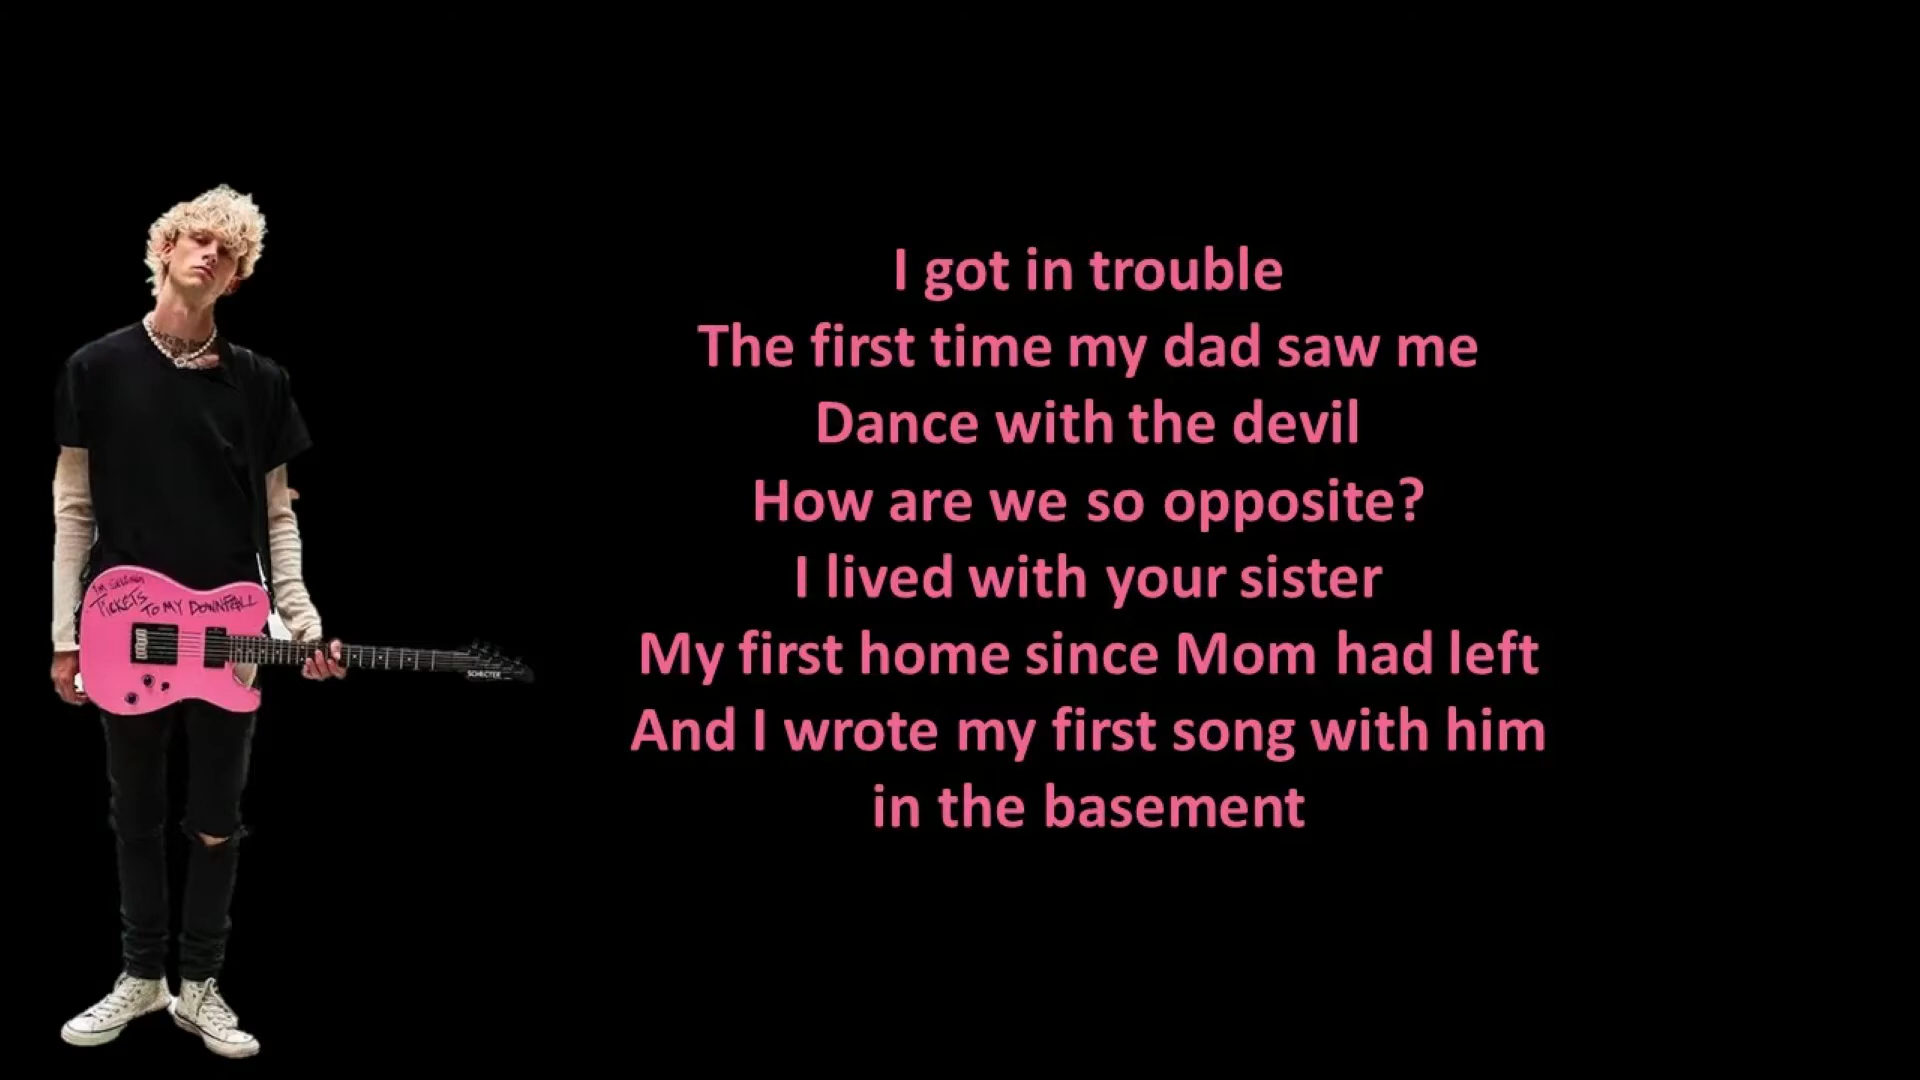 I got in trouble
The first time my dad saw me
Dance with the devil
How are we so opposite?
I lived with your sister
My first home since Mom had left
And I wrote my first song with him
in the basement
I'M SELLING
TICKETS TO MY DOWNFALL
SCHECTER